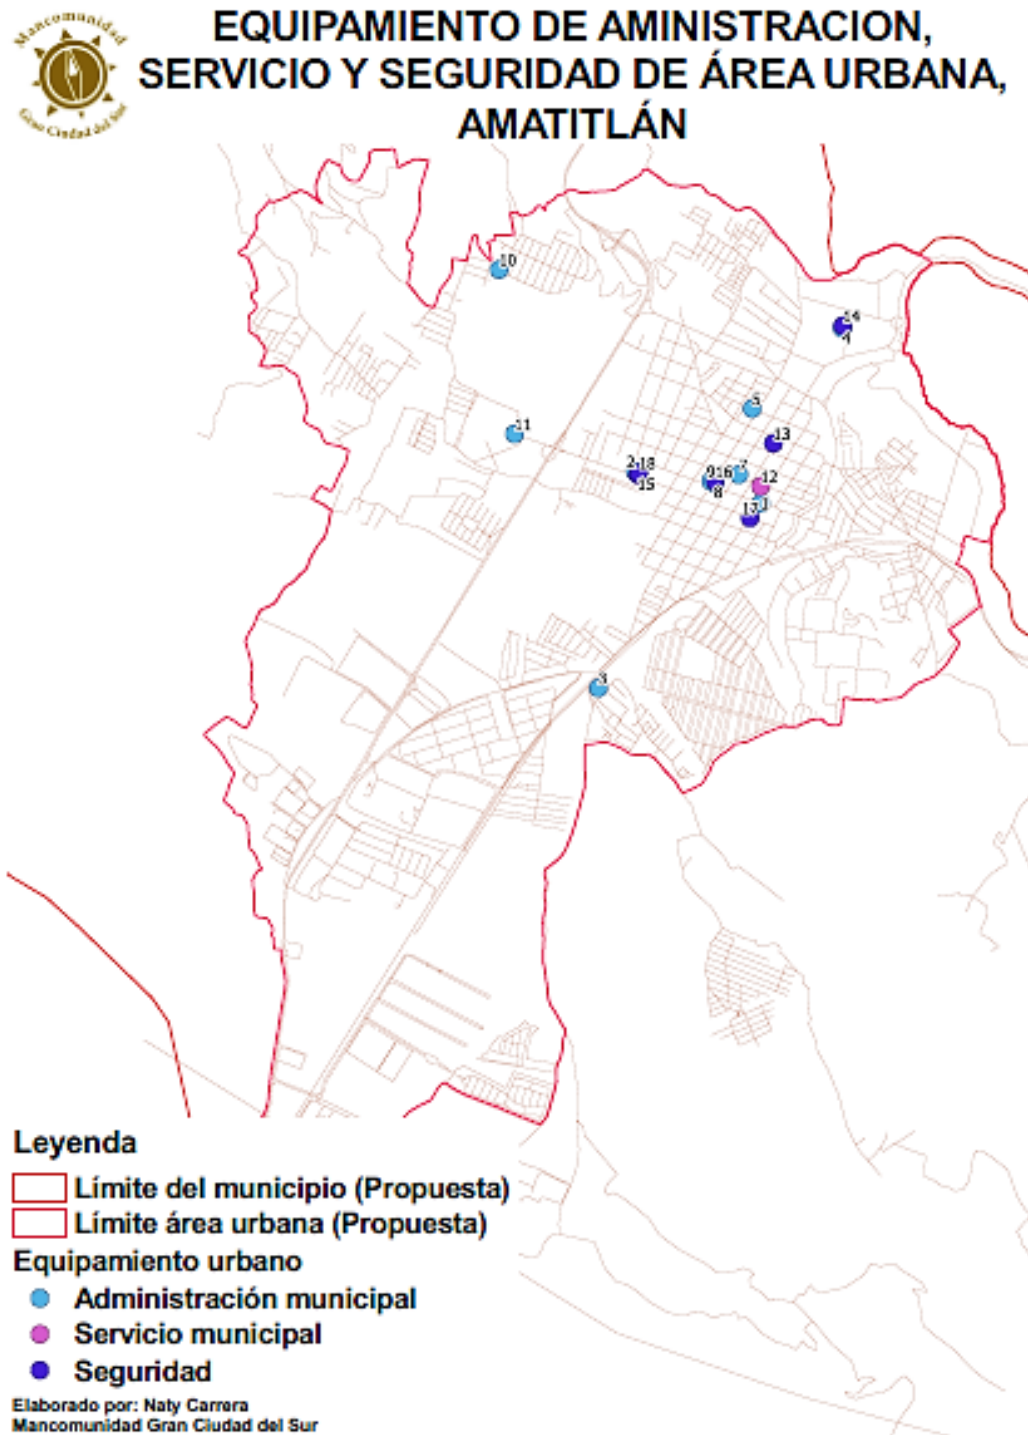 Mancomunidad
Gran Ciudad del Sur
EQUIPAMIENTO DE AMINISTRACION,
SERVICIO Y SEGURIDAD DE ÁREA URBANA,
AMATITLÁN
10
14
4
5
13
11
2 18
15
9 16
8
7
12
1
17
3
Leyenda
Límite del municipio (Propuesta)
Límite área urbana (Propuesta)
Equipamiento urbano
Administración municipal
Servicio municipal
Seguridad
Elaborado por: Naty Carrera
Mancomunidad Gran Ciudad del Sur